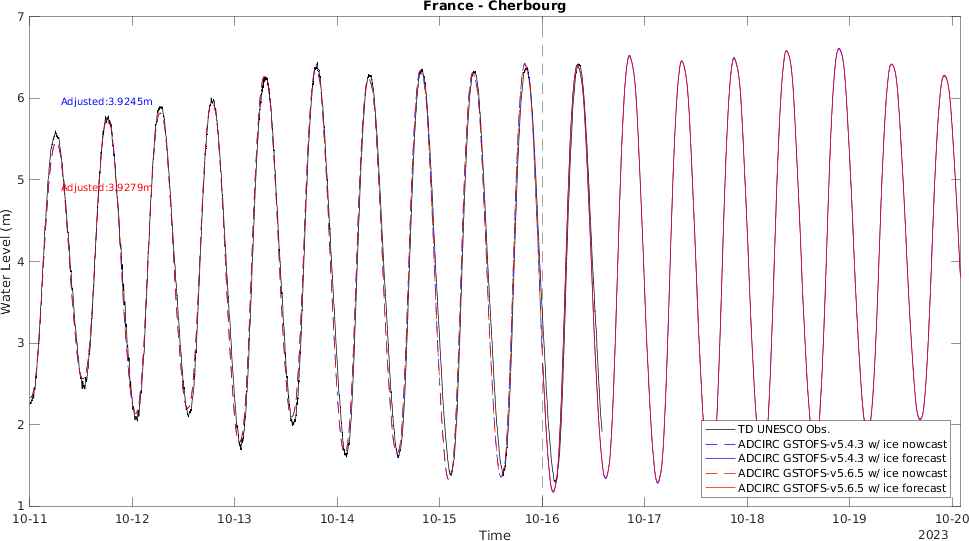 France - Cherbourg
7
6
5
4
3
2
1
Water Level (m)
Adjusted:3.9245m
Adjusted:3.9279m
TD UNESCO Obs.
ADCIRC GSTOFS-v5.4.3 w/ ice nowcast
ADCIRC GSTOFS-v5.4.3 w/ ice forecast
ADCIRC GSTOFS-v5.6.5 w/ ice nowcast
ADCIRC GSTOFS-v5.6.5 w/ ice forecast
10-11 10-12 10-13 10-14 10-15 10-16 10-17 10-18 10-19 10-20
Time
2023